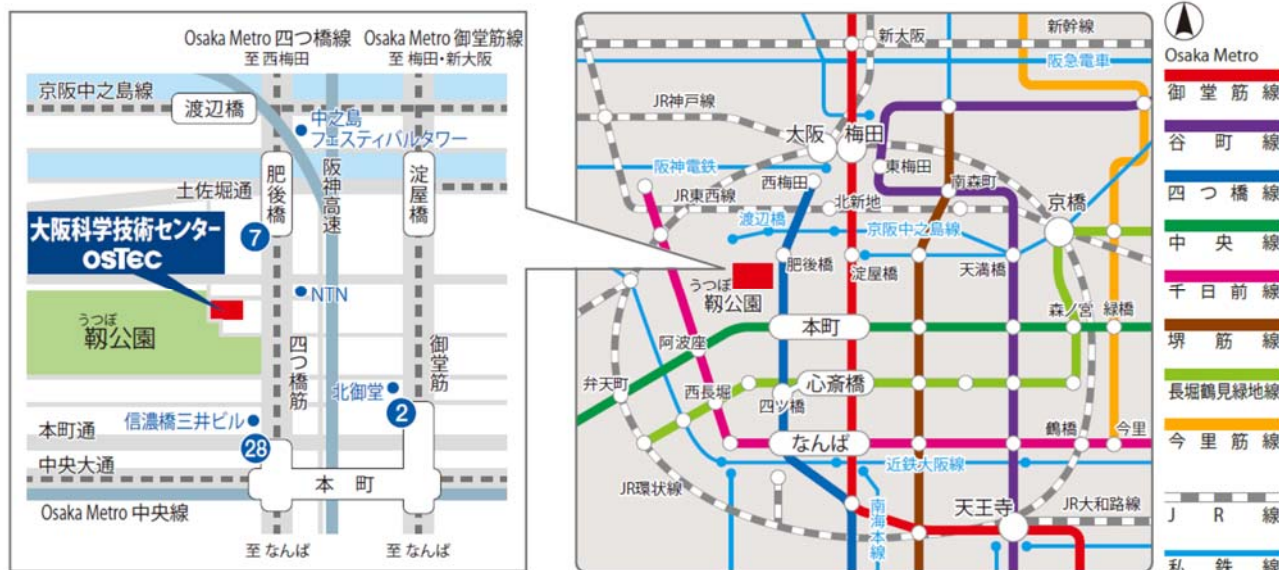 Osaka Metro 四つ橋線
至 西梅田
Osaka Metro 御堂筋線
至 梅田・新大阪
京阪中之島線
渡辺橋
中之島
フェスティバルタワー
肥後橋
阪神高速
淀屋橋
土佐堀通
大阪科学技術センター
OSTEC
7
NTN
うつぼ
靱公園
四つ橋筋
御堂筋
北御堂
2
信濃橋三井ビル
28
本町通
中央大通
本町
Osaka Metro 中央線
至 なんば
至 なんば
新幹線
新大阪
阪急電車
JR神戸線
大阪
梅田
阪神電鉄
東梅田
西梅田
南森町
JR東西線
北新地
京橋
渡辺橋
京阪中之島線
肥後橋
淀屋橋
天満橋
うつぼ
靱公園
森ノ宮
緑橋
本町
阿波座
弁天町
心斎橋
西長堀
四ツ橋
なんば
鶴橋
今里
近鉄大阪線
JR環状線
南海本線
天王寺
JR大和路線
Osaka Metro
御堂筋線
谷町線
四つ橋線
中央線
千日前線
堺筋線
長堀鶴見緑地線
今里筋線
JR線
私鉄線